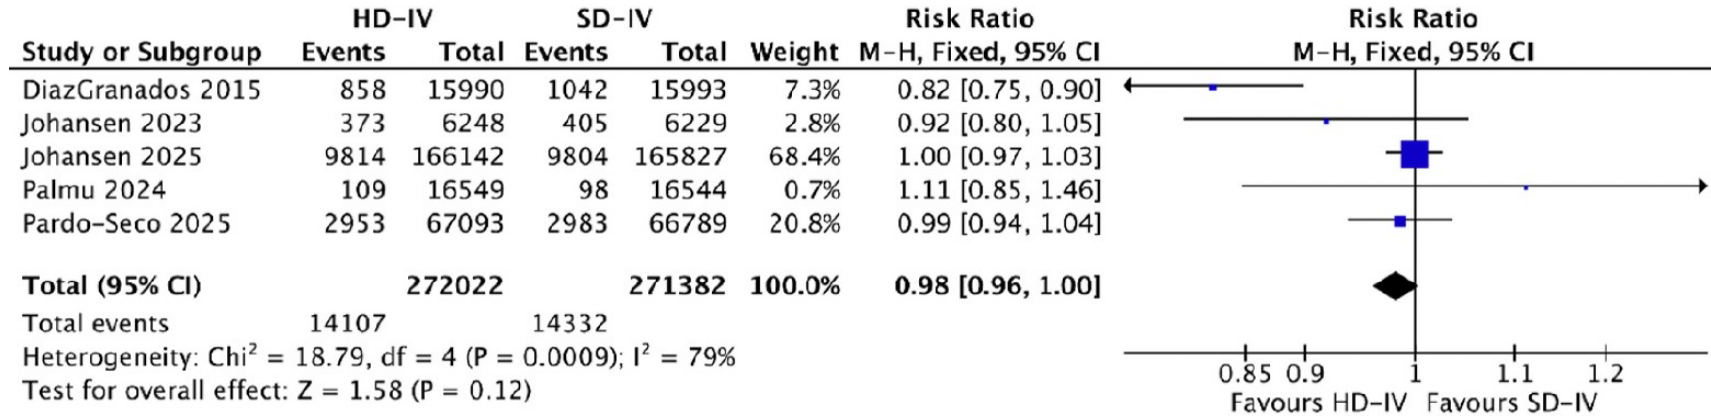 HD−IV SD−IV Risk Ratio Risk Ratio
Study or Subgroup Events Total Events Total Weight M−H, Fixed, 95% CI M−H, Fixed, 95% CI
DiazGranados 2015 858 15990 1042 15993 7.3% 0.82 [0.75, 0.90]
Johansen 2023 373 6248 405 6229 2.8% 0.92 [0.80, 1.05]
Johansen 2025 9814 166142 9804 165827 68.4% 1.00 [0.97, 1.03]
Palmu 2024 109 16549 98 16544 0.7% 1.11 [0.85, 1.46]
Pardo−Seco 2025 2953 67093 2983 66789 20.8% 0.99 [0.94, 1.04]
Total (95% CI) 272022 271382 100.0% 0.98 [0.96, 1.00]
Total events 14107 14332
Heterogeneity: Chi² = 18.79, df = 4 (P = 0.0009); I² = 79%
Test for overall effect: Z = 1.58 (P = 0.12)
0.85 0.9 1 1.1 1.2
Favours HD−IV Favours SD−IV